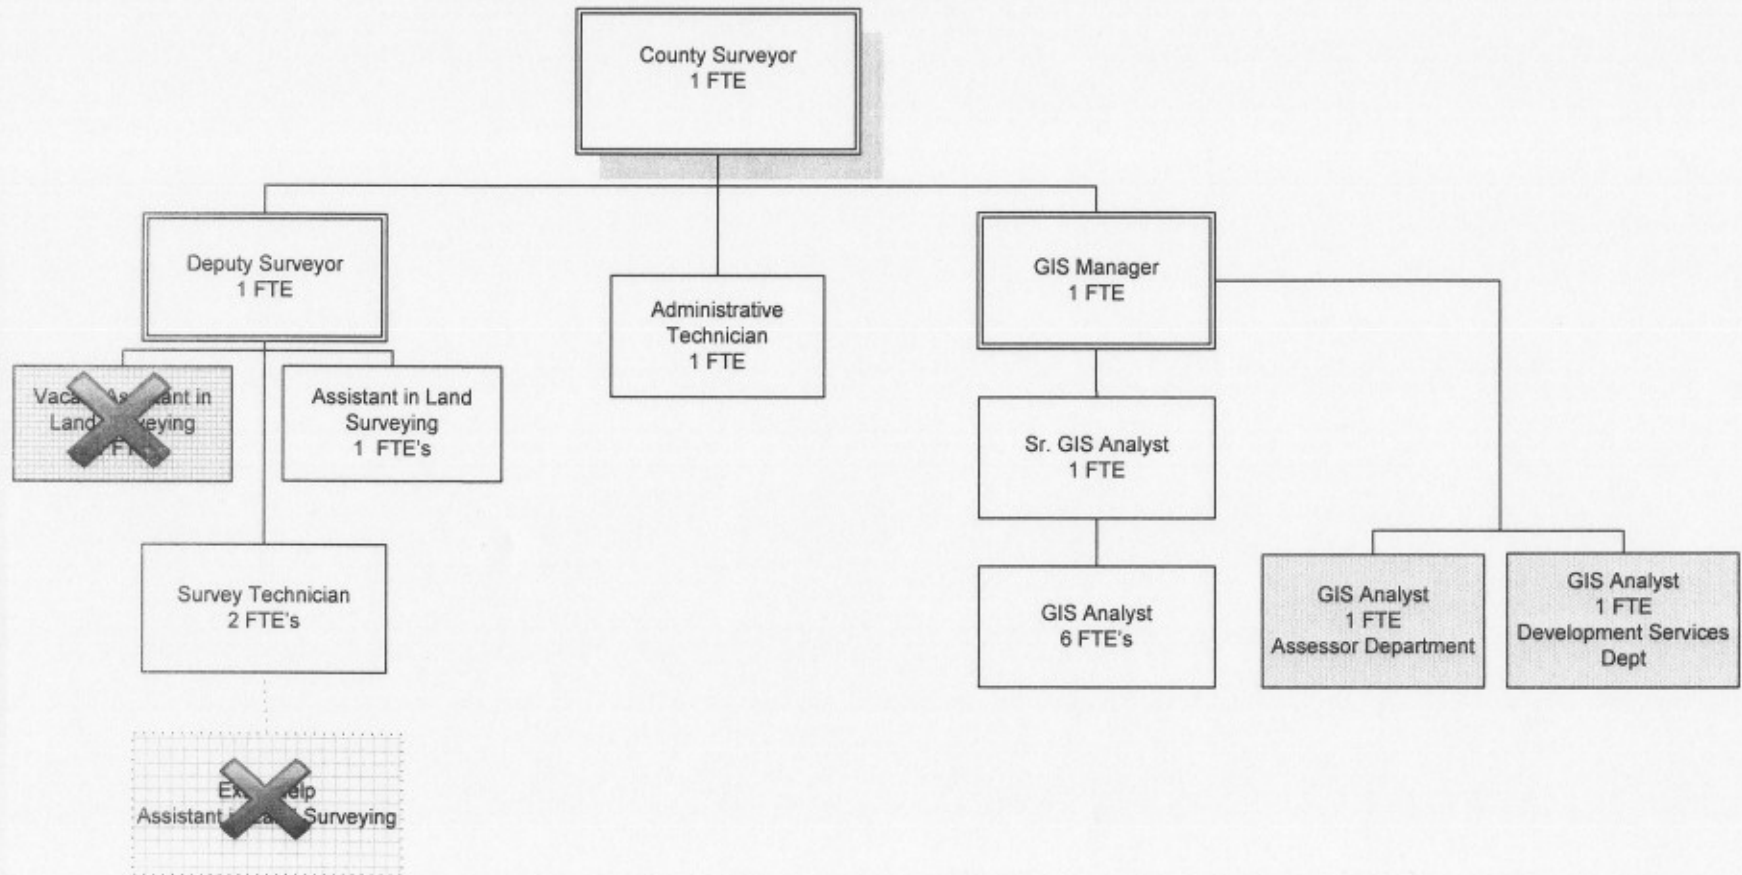 County Surveyor
1 FTE
Deputy Surveyor
1 FTE
Administrative
Technician
1 FTE
GIS Manager
1 FTE
in
Land
Assistant in Land
Surveying
1 FTE's
Sr. GIS Analyst
1 FTE
Survey Technician
2 FTE's
GIS Analyst
6 FTE's
GIS Analyst
1 FTE
Assessor Department
GIS Analyst
1 FTE
Development Services
Dept
Assistant Surveying